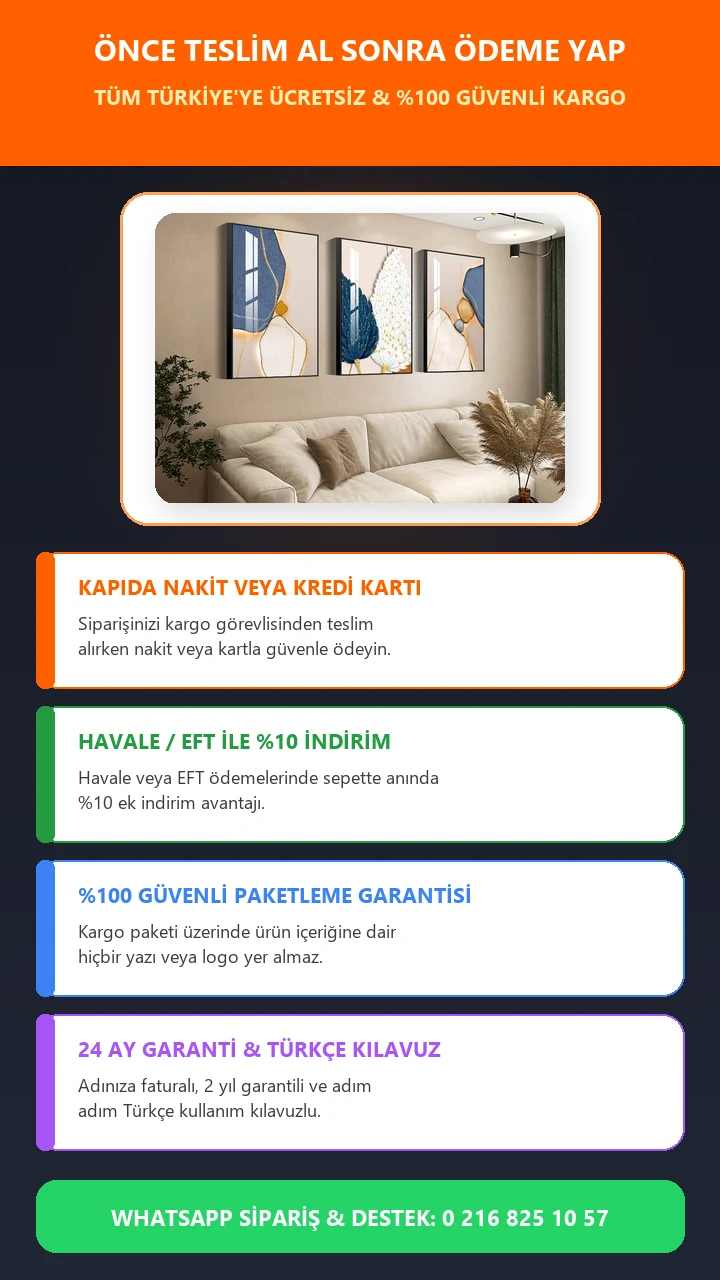 ÖNCE TESLİM AL SONRA ÖDEME YAP
TÜM TÜRKİYE'YE ÜCRETSİZ & %100 GÜVENLİ KARGO
KAPIDA NAKİT VEYA KREDİ KARTI
Siparişinizi kargo görevlisinden teslim
alırken nakit veya kartla güvenle ödeyin.
HAVALE / EFT İLE %10 İNDİRİM
Havale veya EFT ödemelerinde sepette anında
%10 ek indirim avantajı.
%100 GÜVENLİ PAKETLEME GARANTİSİ
Kargo paketi üzerinde ürün içeriğine dair
hiçbir yazı veya logo yer almaz.
24 AY GARANTİ & TÜRKÇE KILAVUZ
Adınıza faturalı, 2 yıl garantili ve adım
adım Türkçe kullanım kılavuzlu.
WHATSAPP SİPARİŞ & DESTEK: 0 216 825 10 57